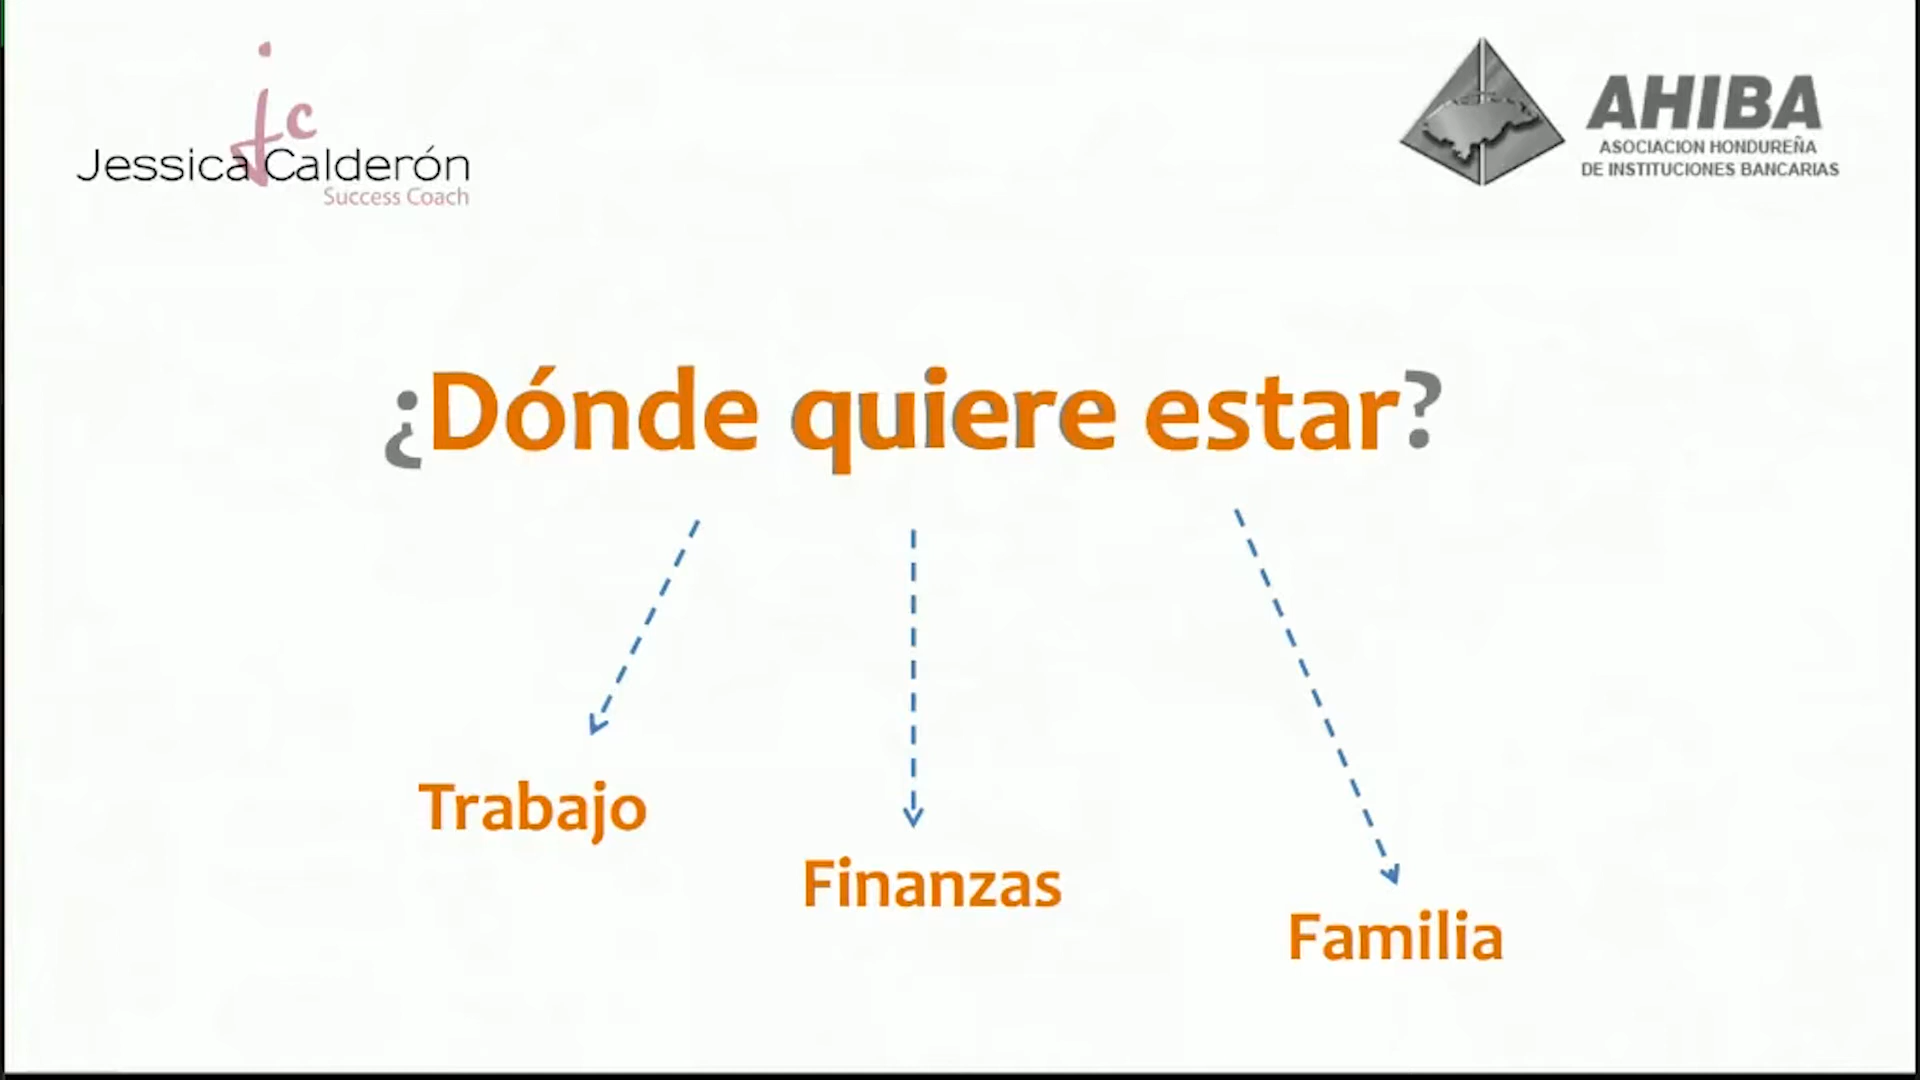 jc
Jessica Calderón
Success Coach
AHIBA
ASOCIACION HONDUREÑA
DE INSTITUCIONES BANCARIAS
¿Dónde quiere estar?
Trabajo
Finanzas
Familia